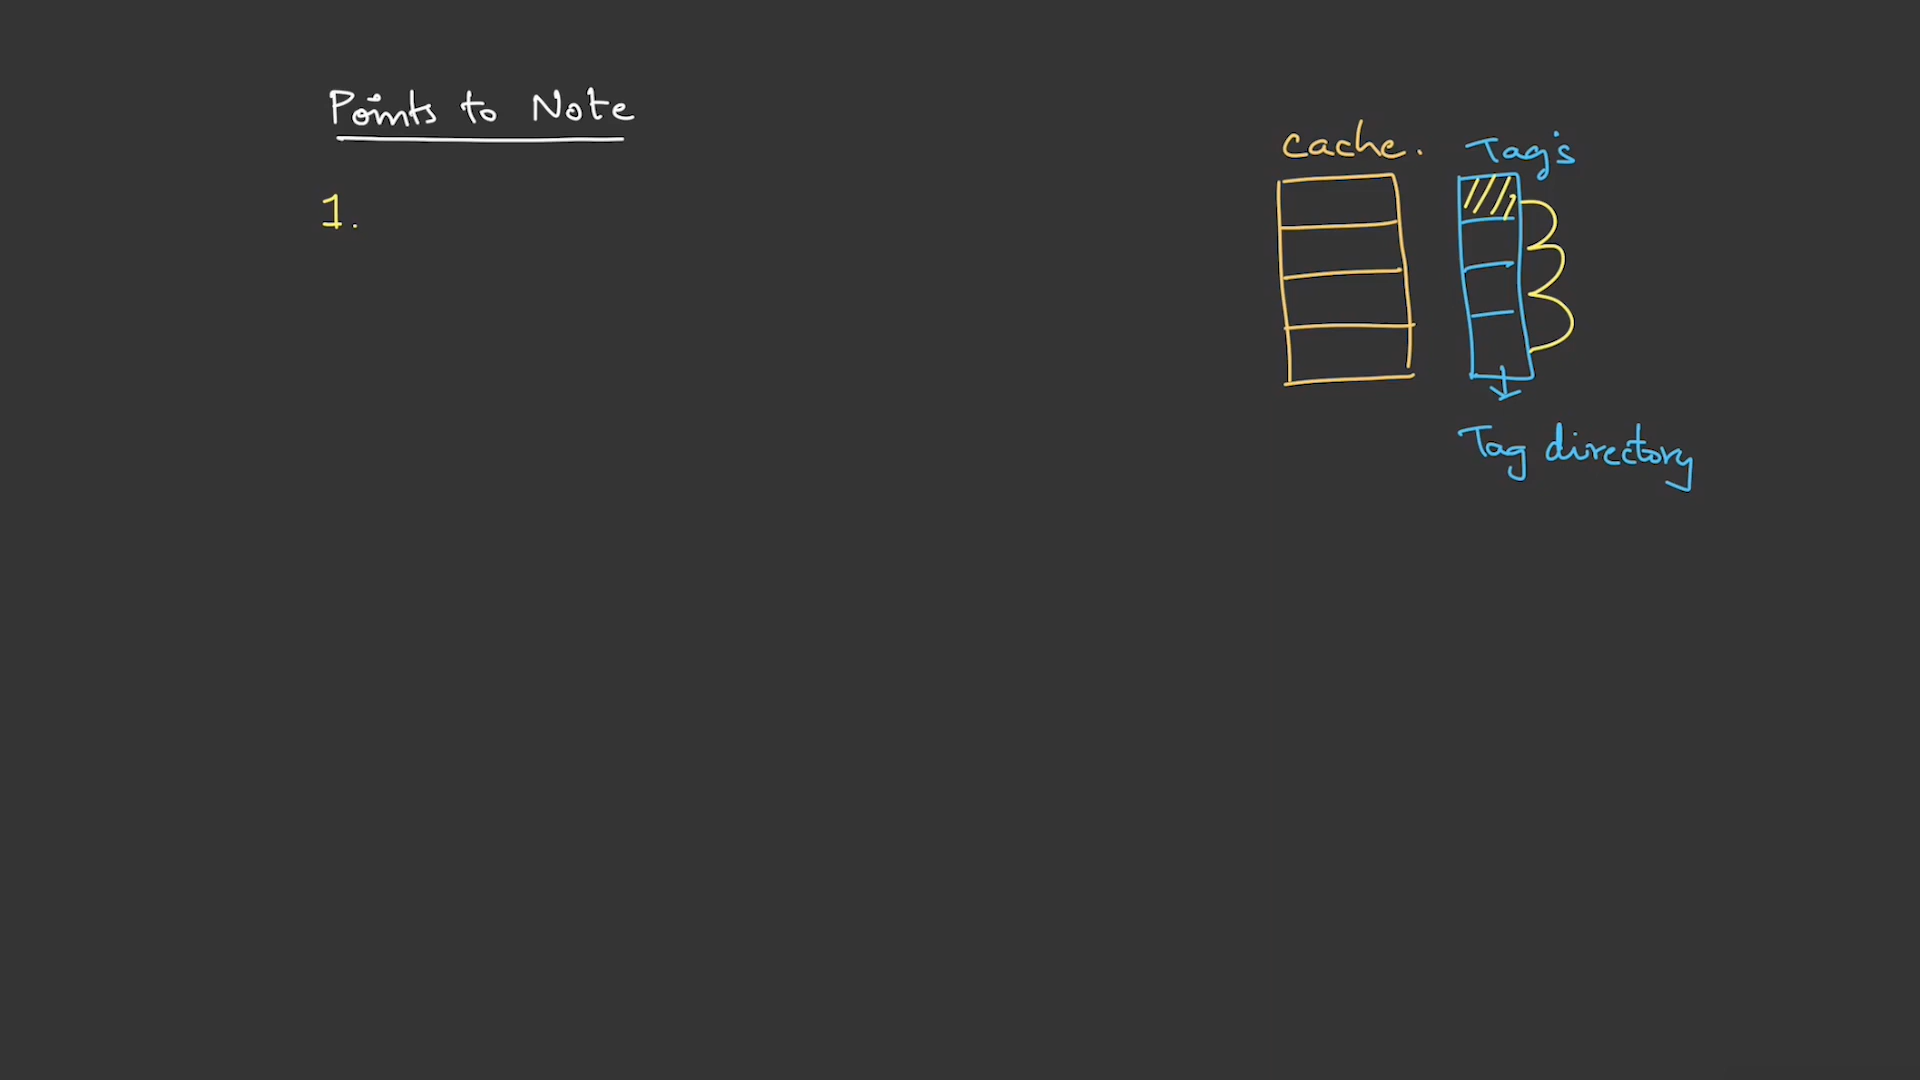 Points to Note
1.
cache.
Tag's
Tag directory